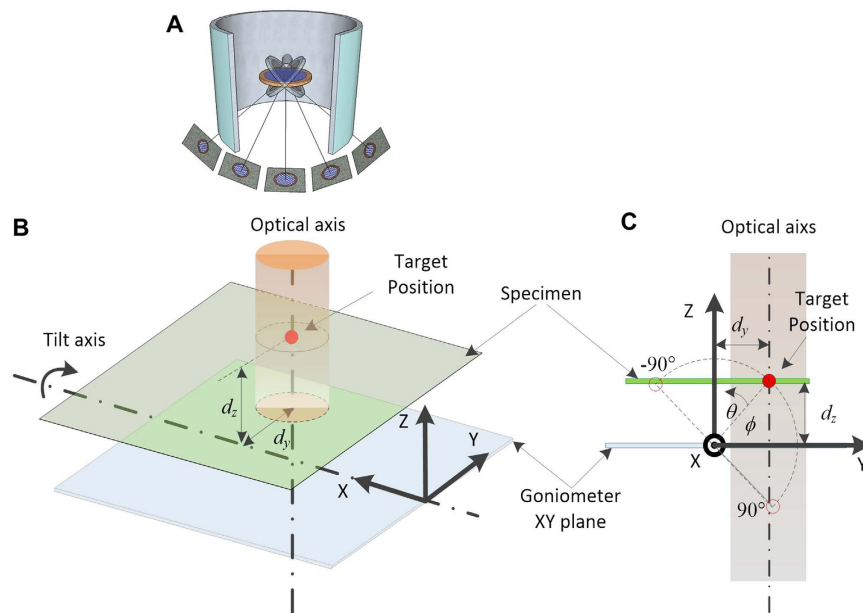 A
B
Optical axis
Target
Position
Specimen
Tilt axis
dz
dy
Z
Y
X
Goniometer
XY plane
C
Optical aixs
Z
dy
Target
Position
-90°
θ
ϕ
dz
X
Y
90°